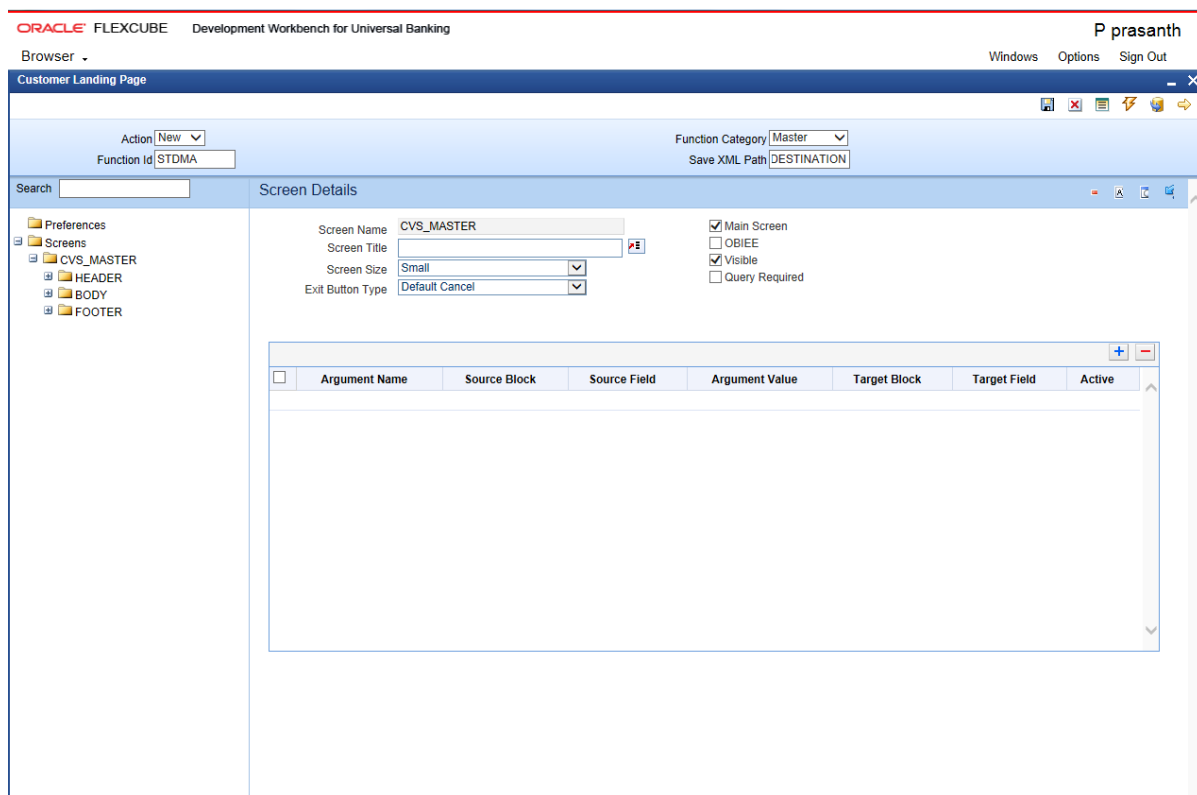 ORACLE® FLEXCUBE Development Workbench for Universal Banking P prasanth
Browser Windows Options Sign Out
Customer Landing Page
Action New Function Category Master
Function Id STDMA Save XML Path DESTINATION
Search Screen Details
Preferences
Screens
CVS_MASTER
HEADER
BODY
FOOTER
Screen Name CVS_MASTER Main Screen
Screen Title OBIEE
Screen Size Small Visible
Exit Button Type Default Cancel Query Required
Argument Name Source Block Source Field Argument Value Target Block Target Field Active